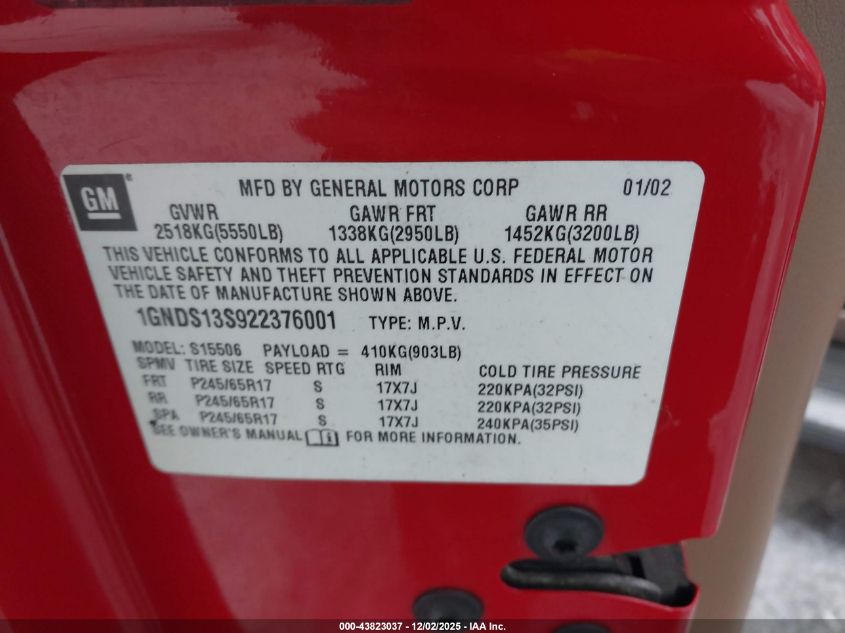 GM
MFD BY GENERAL MOTORS CORP 01/02
GVWR GAWR FRT GAWR RR
2518KG(5550LB) 1338KG(2950LB) 1452KG(3200LB)
THIS VEHICLE CONFORMS TO ALL APPLICABLE U.S. FEDERAL MOTOR
VEHICLE SAFETY AND THEFT PREVENTION STANDARDS IN EFFECT ON
THE DATE OF MANUFACTURE SHOWN ABOVE.
1GNDS13S922376001 TYPE: M.P.V.
MODEL: S15506 PAYLOAD = 410KG(903LB)
SPMV TIRE SIZE SPEED RTG RIM COLD TIRE PRESSURE
FRT P245/65R17 S 17X7J 220KPA(32PSI)
RR P245/65R17 S 17X7J 220KPA(32PSI)
SPA P245/65R17 S 17X7J 240KPA(35PSI)
SEE OWNER'S MANUAL FOR MORE INFORMATION.
000-43823037 - 12/02/2025 - IAA Inc.